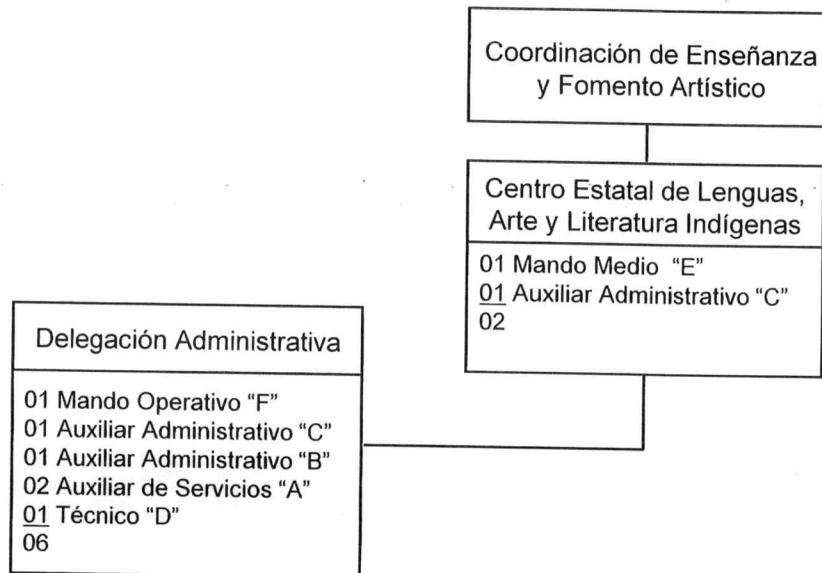 Coordinación de Enseñanza
y Fomento Artístico
Centro Estatal de Lenguas,
Arte y Literatura Indígenas
01 Mando Medio “E”
01 Auxiliar Administrativo “C”
02
Delegación Administrativa
01 Mando Operativo “F”
01 Auxiliar Administrativo “C”
01 Auxiliar Administrativo “B”
02 Auxiliar de Servicios “A”
01 Técnico “D”
06